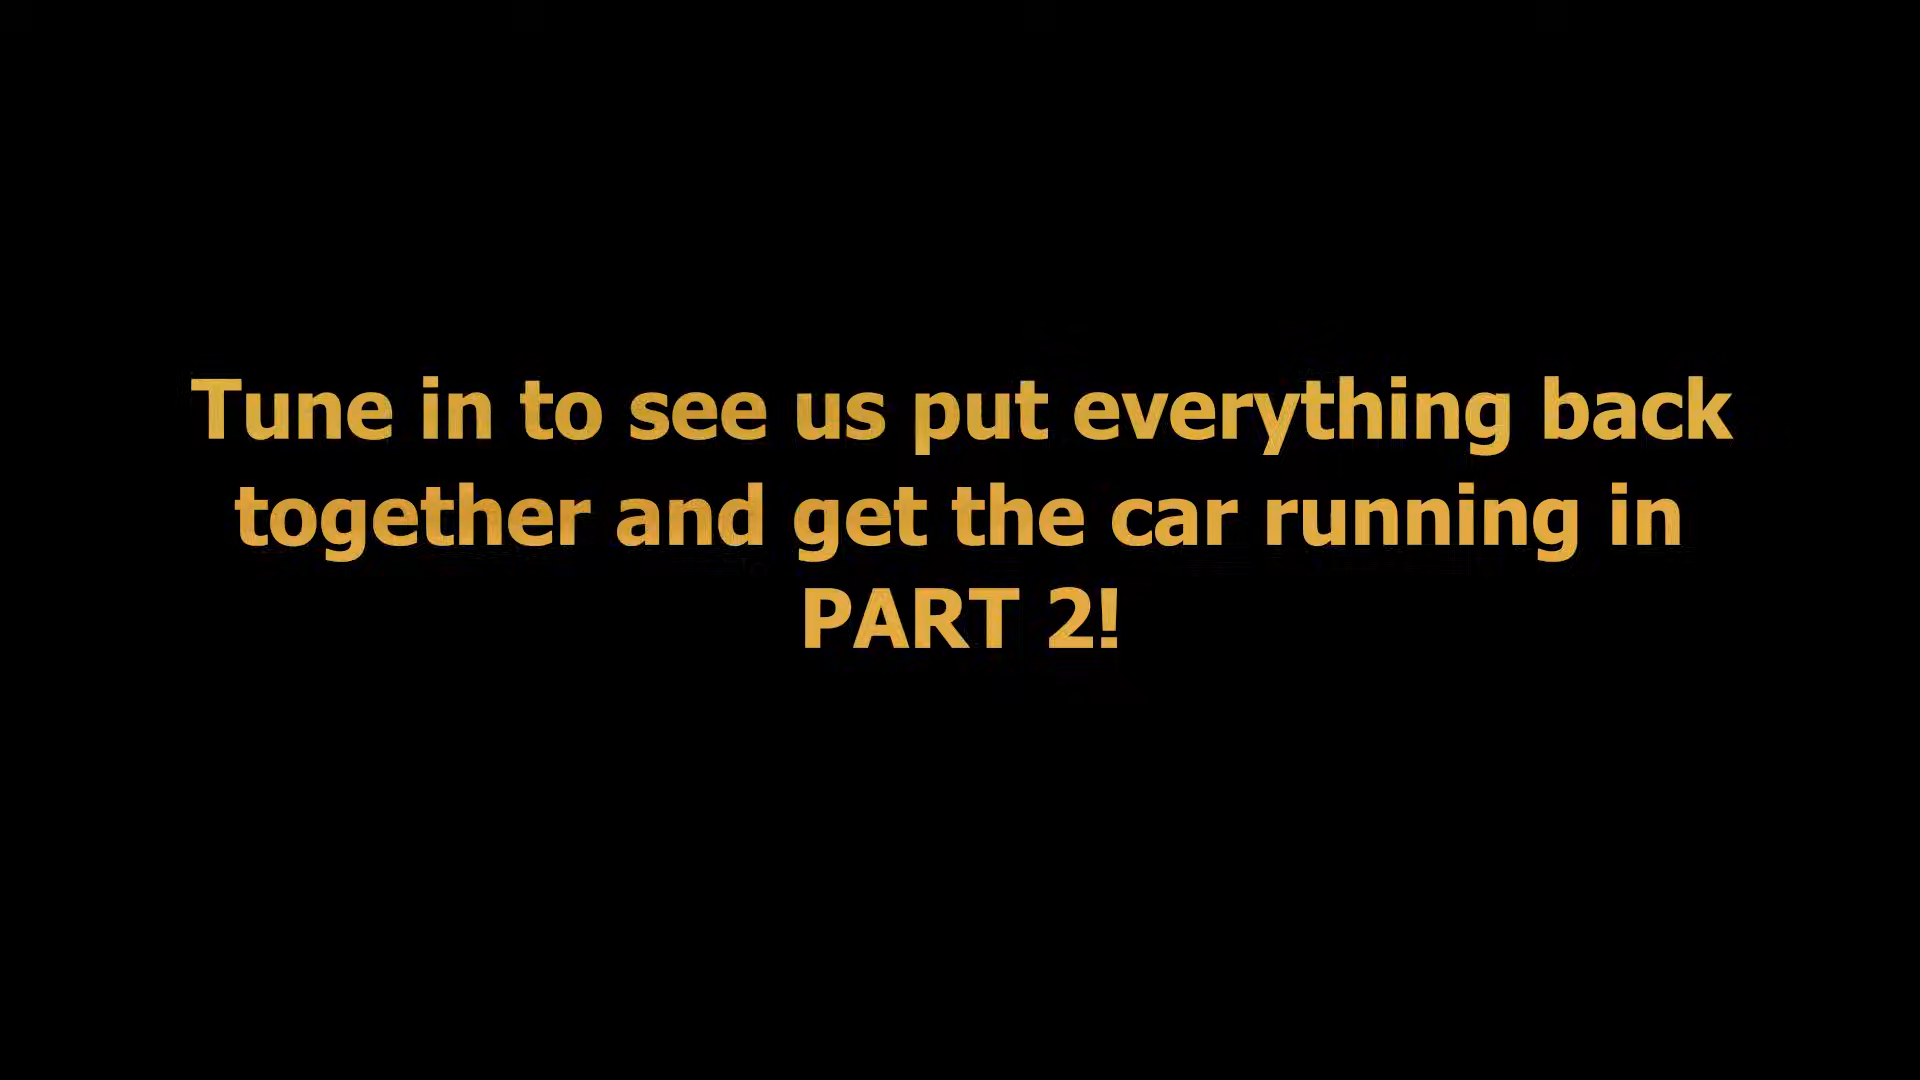 Tune in to see us put everything back
together and get the car running in
PART 2!